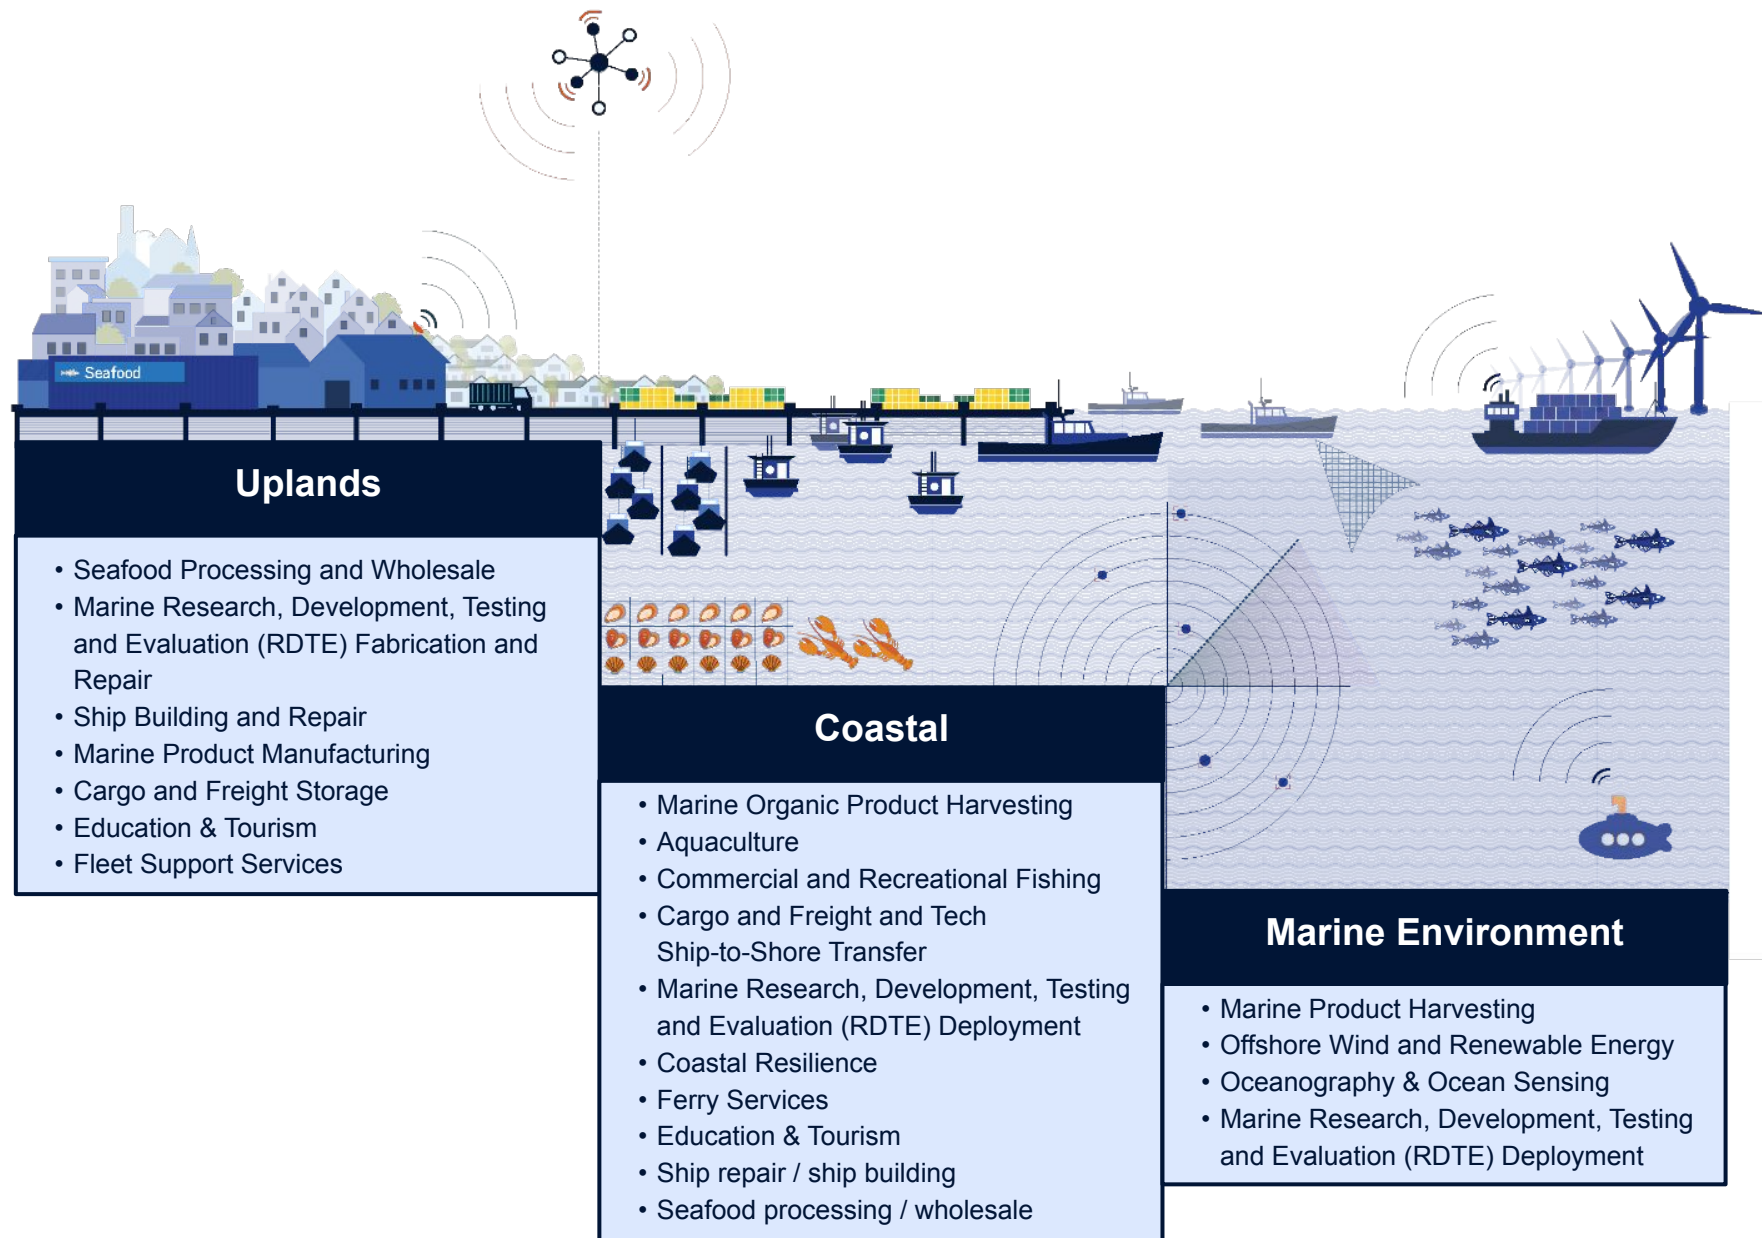 Seafood
Uplands
• Seafood Processing and Wholesale
• Marine Research, Development, Testing
and Evaluation (RDTE) Fabrication and
Repair
• Ship Building and Repair
• Marine Product Manufacturing
• Cargo and Freight Storage
• Education & Tourism
• Fleet Support Services
Coastal
• Marine Organic Product Harvesting
• Aquaculture
• Commercial and Recreational Fishing
• Cargo and Freight and Tech
Ship-to-Shore Transfer
• Marine Research, Development, Testing
and Evaluation (RDTE) Deployment
• Coastal Resilience
• Ferry Services
• Education & Tourism
• Ship repair / ship building
• Seafood processing / wholesale
Marine Environment
• Marine Product Harvesting
• Offshore Wind and Renewable Energy
• Oceanography & Ocean Sensing
• Marine Research, Development, Testing
and Evaluation (RDTE) Deployment